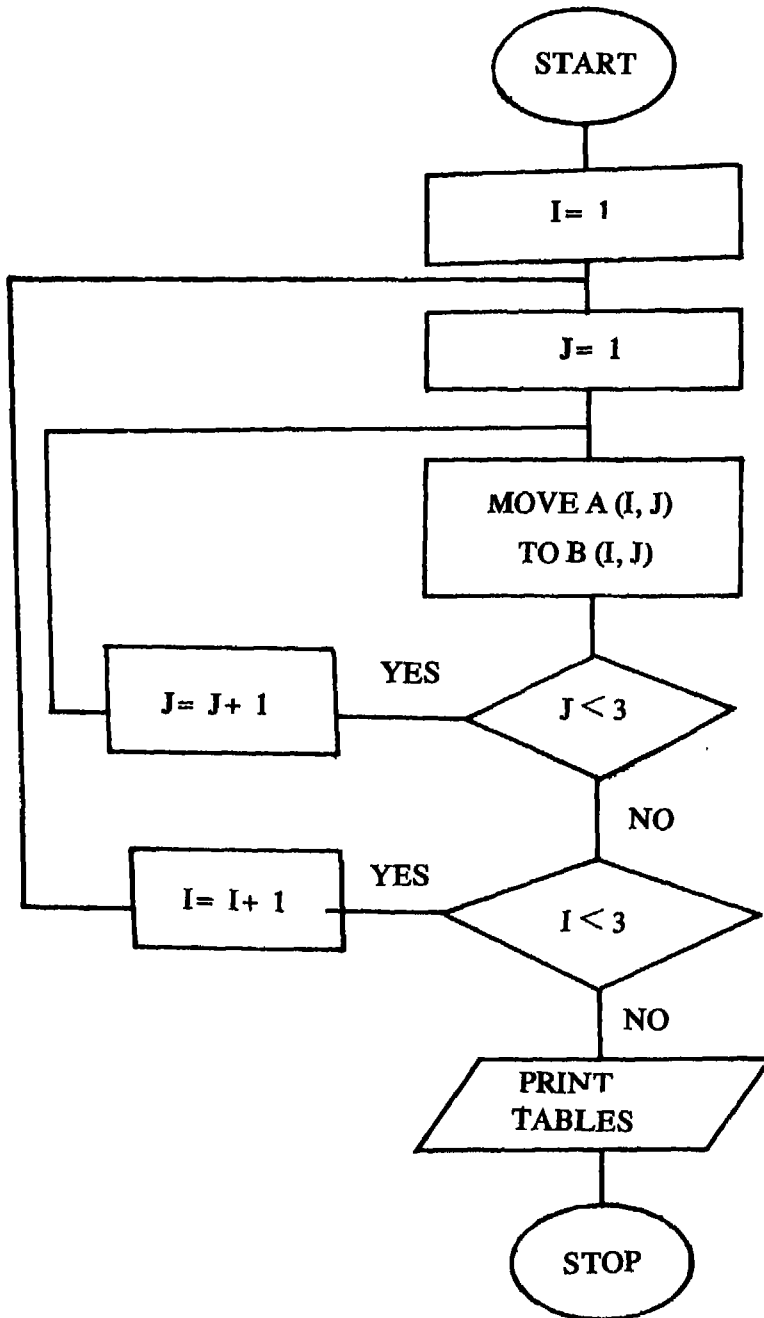 START
I= 1
J= 1
MOVE A (I, J)
TO B (I, J)
YES
J= J+ 1
J < 3
NO
YES
I= I+ 1
I < 3
NO
PRINT
TABLES
STOP